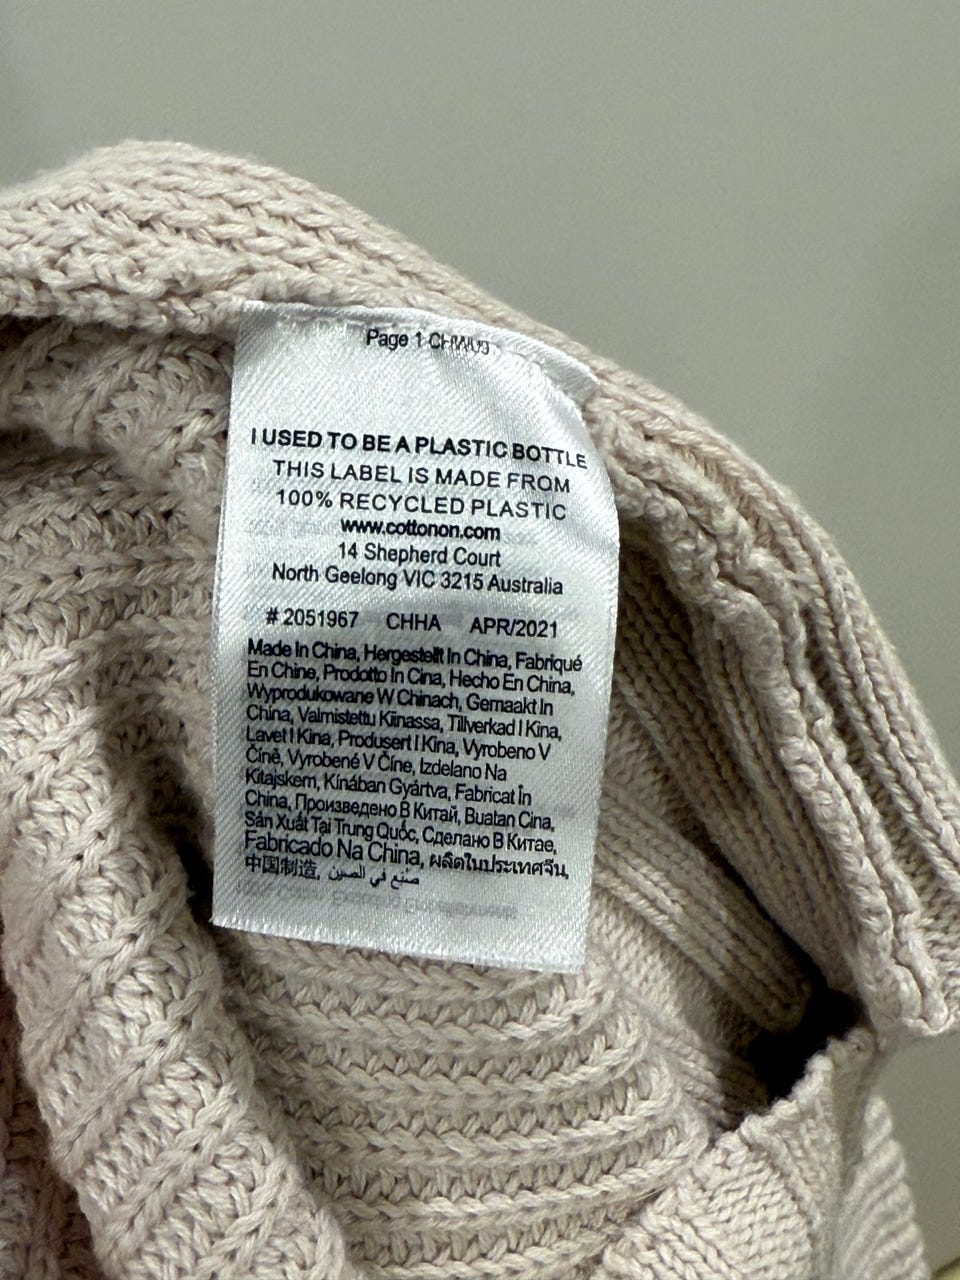 Page 1
I USED TO BE A PLASTIC BOTTLE
THIS LABEL IS MADE FROM
100% RECYCLED PLASTIC
www.cottonon.com
14 Shepherd Court
North Geelong VIC 3215 Australia
# 2051967 CHHA APR/2021
Made In China, Hergestellt In China, Fabriqué
En Chine, Prodotto In Cina, Hecho En China,
Wyprodukowane W Chinach, Gemaakt In
China, Valmistettu Kiinassa, Tillverkad I Kina,
Lavet I Kina, Produsert I Kina, Vyrobeno V
Číně, Vyrobené V Číne, Izdelano Na
Kitajskem, Kínában Gyártva, Fabricat În
China, Произведено В Китай, Buatan Cina,
Sản Xuất Tại Trung Quốc, Сделано В Китае,
Fabricado Na China, ผลิตในประเทศจีน,
中国制造, صنع في الصين